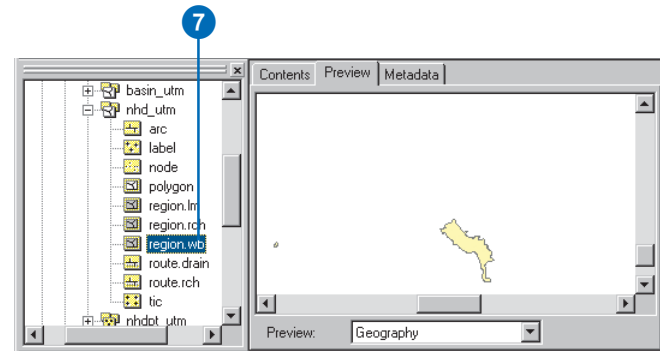 7
basin_utm
nhd_utm
arc
label
node
polygon
region.lm
region.rch
region.wb
route.drain
route.rch
tic
nhdpt_utm
Contents
Preview
Metadata
Preview:
Geography